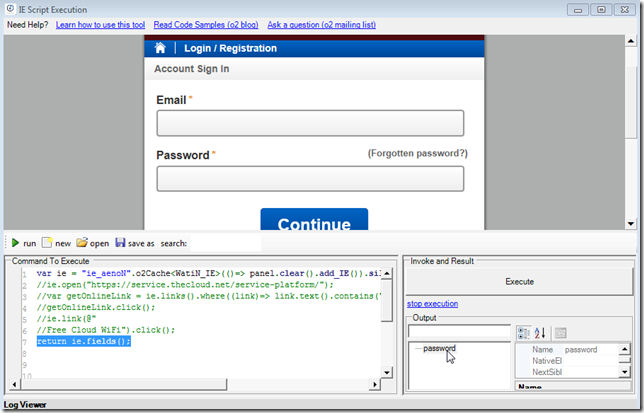 IE Script Execution
Need Help? Learn how to use this tool Read Code Samples (o2 blog) Ask a question (o2 mailing list)
Login / Registration
Account Sign In
Email *
Password * (Forgotten password?)
Continue
run new open save as search:
Command To Execute
1 var ie = "ie_aenoN".o2Cache<WatiN_IE>(()=> panel.clear().add_IE()).sil
2 //ie.open("https://service.thecloud.net/service-platform/");
3 //var getOnlineLink = ie.links().where((link)=> link.text().contains("
4 //getOnlineLink.click();
5 //ie.link(@"
6 //Free Cloud WiFi").click();
7 return ie.fields();
8
9
10
Invoke and Result
Execute
stop execution
Output
password
Name password
NativeEl
NextSibl
Name
Log Viewer